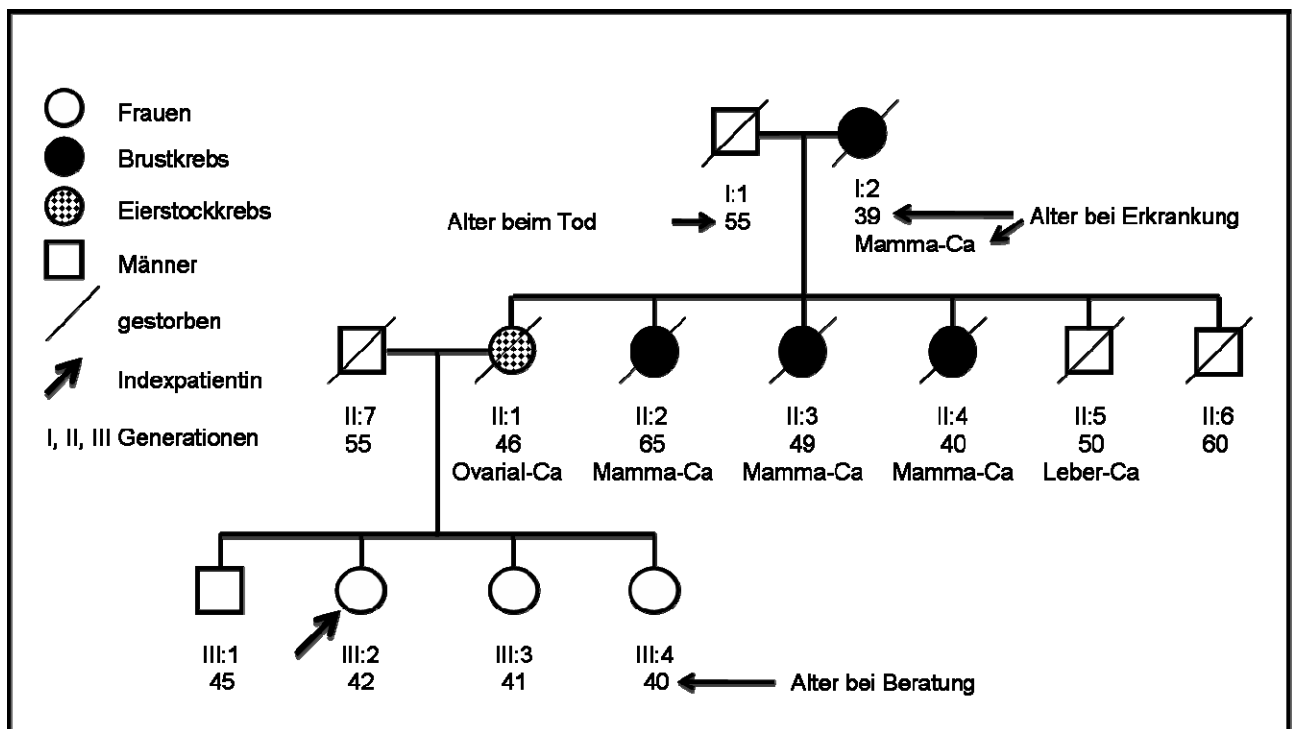 Frauen
Brustkrebs
Eierstockkrebs
Männer
gestorben
Indexpatientin
I, II, III Generationen
I:1
55
Alter beim Tod
I:2
39
Mamma-Ca
Alter bei Erkrankung
II:7
55
II:1
46
Ovarial-Ca
II:2
65
Mamma-Ca
II:3
49
Mamma-Ca
II:4
40
Mamma-Ca
II:5
50
Leber-Ca
II:6
60
III:1
45
III:2
42
III:3
41
III:4
40
Alter bei Beratung